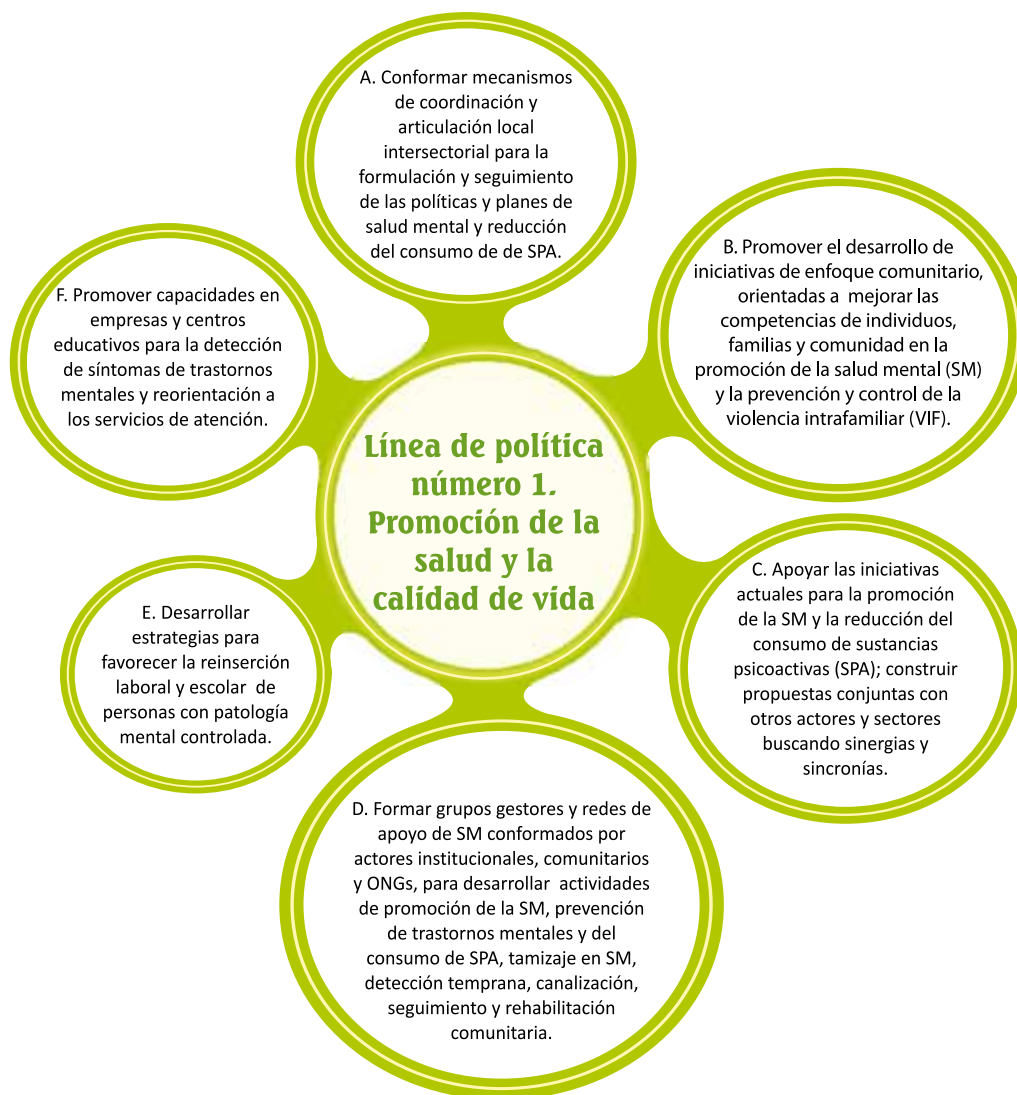 A. Conformar mecanismos
de coordinación y
articulación local
intersectorial para la
formulación y seguimiento
de las políticas y planes de
salud mental y reducción
del consumo de de SPA.
B. Promover el desarrollo de
iniciativas de enfoque comunitario,
orientadas a mejorar las
competencias de individuos,
familias y comunidad en la
promoción de la salud mental (SM)
y la prevención y control de la
violencia intrafamiliar (VIF).
F. Promover capacidades en
empresas y centros
educativos para la detección
de síntomas de trastornos
mentales y reorientación a
los servicios de atención.
Línea de política
número 1.
Promoción de la
salud y la
calidad de vida
C. Apoyar las iniciativas
actuales para la promoción
de la SM y la reducción del
consumo de sustancias
psicoactivas (SPA); construir
propuestas conjuntas con
otros actores y sectores
buscando sinergias y
sincronías.
E. Desarrollar
estrategias para
favorecer la reinserción
laboral y escolar de
personas con patología
mental controlada.
D. Formar grupos gestores y redes de
apoyo de SM conformados por
actores institucionales, comunitarios
y ONGs, para desarrollar actividades
de promoción de la SM, prevención
de trastornos mentales y del
consumo de SPA, tamizaje en SM,
detección temprana, canalización,
seguimiento y rehabilitación
comunitaria.